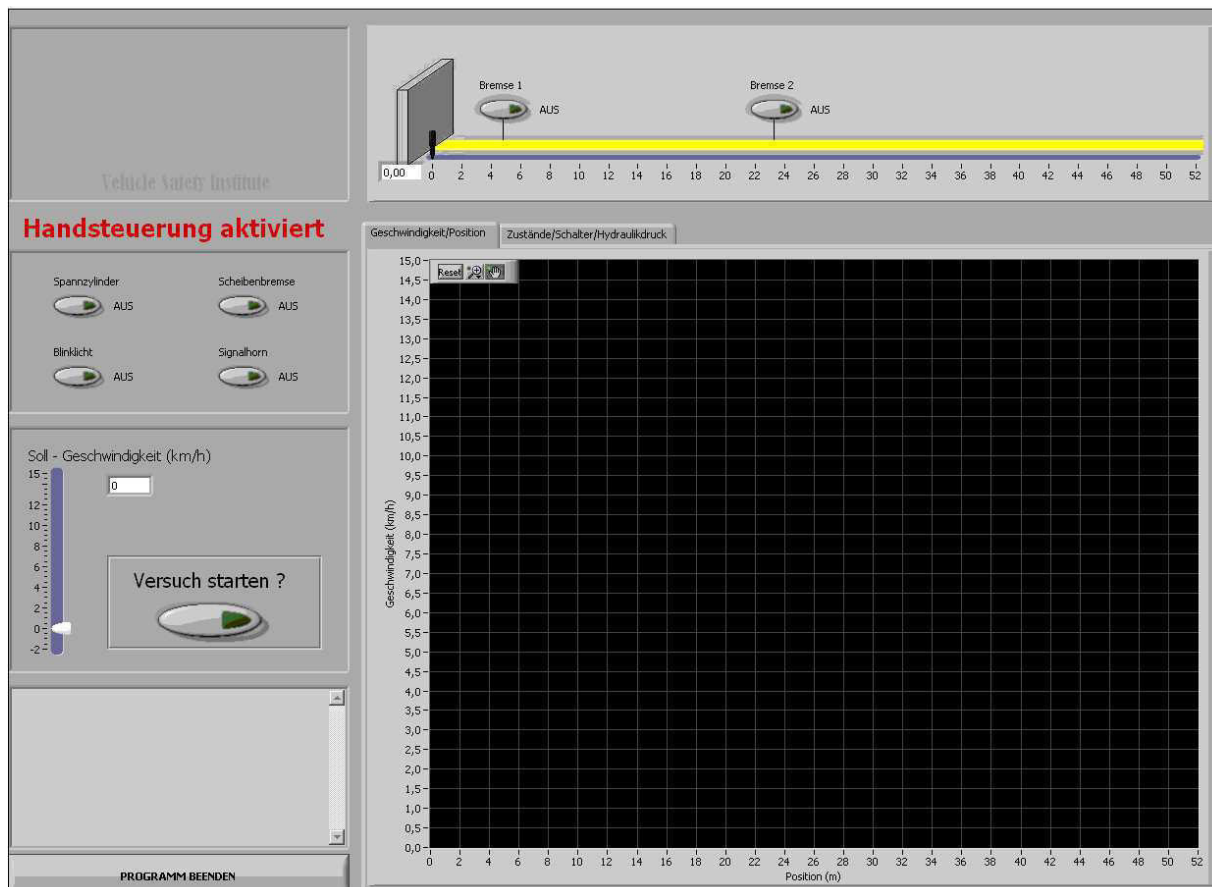 Vehicle Safety Institute
Handsteuerung aktiviert
Spannzylinder
AUS
Scheibenbremse
AUS
Blinklicht
AUS
Signalhorn
AUS
Soll - Geschwindigkeit (km/h)
15
12
10
8
6
4
2
0
-2
0
Versuch starten ?
PROGRAMM BEENDEN
Bremse 1
AUS
Bremse 2
AUS
0,00
0 2 4 6 8 10 12 14 16 18 20 22 24 26 28 30 32 34 36 38 40 42 44 46 48 50 52
Geschwindigkeit/Position
Zustände/Schalter/Hydraulikdruck
Reset
Geschwindigkeit (km/h)
15,0
14,5
14,0
13,5
13,0
12,5
12,0
11,5
11,0
10,5
10,0
9,5
9,0
8,5
8,0
7,5
7,0
6,5
6,0
5,5
5,0
4,5
4,0
3,5
3,0
2,5
2,0
1,5
1,0
0,5
0,0
0 2 4 6 8 10 12 14 16 18 20 22 24 26 28 30 32 34 36 38 40 42 44 46 48 50 52
Position (m)